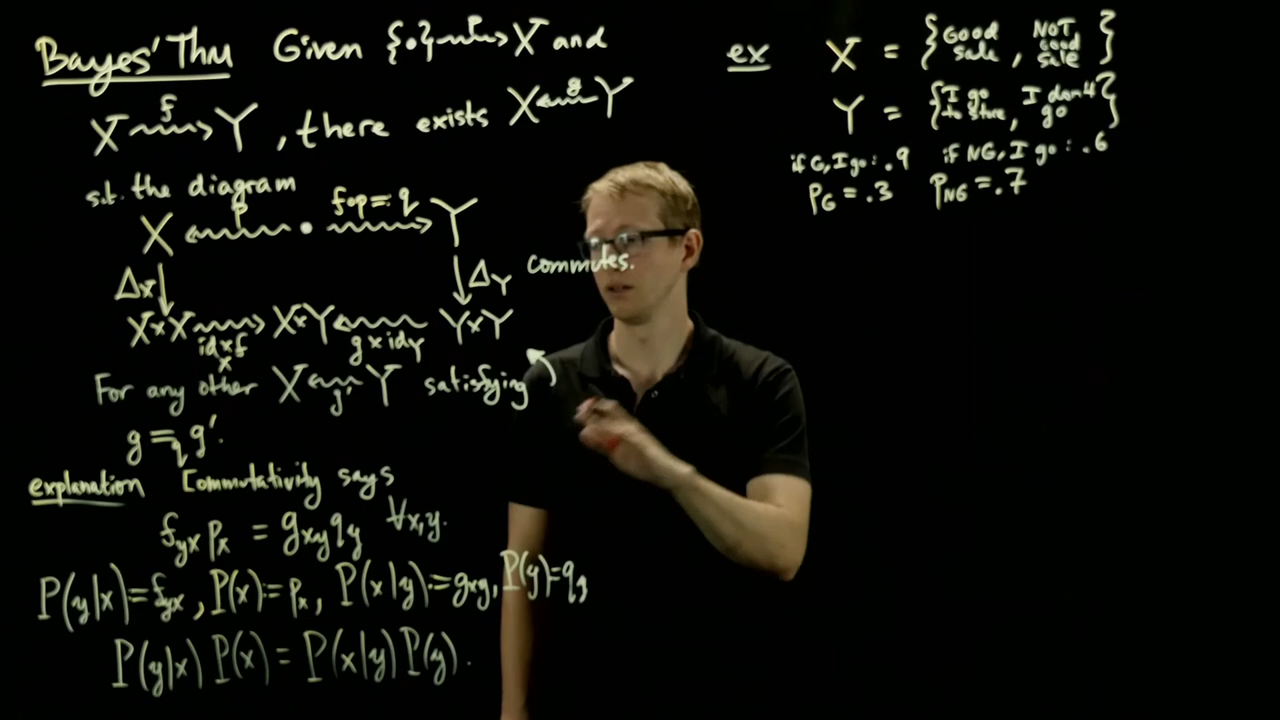 Bayes' Thm Given {•} ⇝ X and
p
f
X ⇝ Y, there exists X ⇜ Y
g
s.t. the diagram
p f∘p=:q
X ⇜ • ⇝ Y
Δx ↓ ↓ ΔY commutes.
X×X ⇝ X×Y ⇜ Y×Y
id×f g×idY
X
For any other X ⇜ Y satisfying
g'
g =q g'.
explanation Commutativity says
fyx px = gxy qy ∀x,y.
P(y|x):=fyx, P(x):=px, P(x|y):=gxy, P(y)=qy
P(y|x)P(x) = P(x|y)P(y).
ex X = {Good sale, NOT good sale}
Y = {I go to store, I don't go}
if G, I go: .9 if NG, I go: .6
PG = .3 PNG = .7